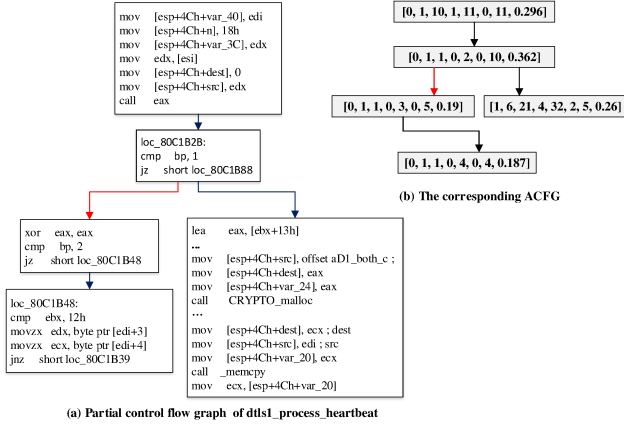 mov [esp+4Ch+var_40], edi
mov [esp+4Ch+n], 18h
mov [esp+4Ch+var_3C], edx
mov edx, [esi]
mov [esp+4Ch+dest], 0
mov [esp+4Ch+src], edx
call eax
loc_80C1B2B:
cmp bp, 1
jz short loc_80C1B88
xor eax, eax
cmp bp, 2
jz short loc_80C1B48
loc_80C1B48:
cmp ebx, 12h
movzx edx, byte ptr [edi+3]
movzx ecx, byte ptr [edi+4]
jnz short loc_80C1B39
lea eax, [ebx+13h]
...
mov [esp+4Ch+src], offset aD1_both_c ;
mov [esp+4Ch+dest], eax
mov [esp+4Ch+var_24], eax
call CRYPTO_malloc
...
mov [esp+4Ch+dest], ecx ; dest
mov [esp+4Ch+src], edi ; src
mov [esp+4Ch+var_20], ecx
call _memcpy
mov ecx, [esp+4Ch+var_20]
(a) Partial control flow graph of dtls1_process_heartbeat
[0, 1, 10, 1, 11, 0, 11, 0.296]
[0, 1, 1, 0, 2, 0, 10, 0.362]
[0, 1, 1, 0, 3, 0, 5, 0.19]
[1, 6, 21, 4, 32, 2, 5, 0.26]
[0, 1, 1, 0, 4, 0, 4, 0.187]
(b) The corresponding ACFG